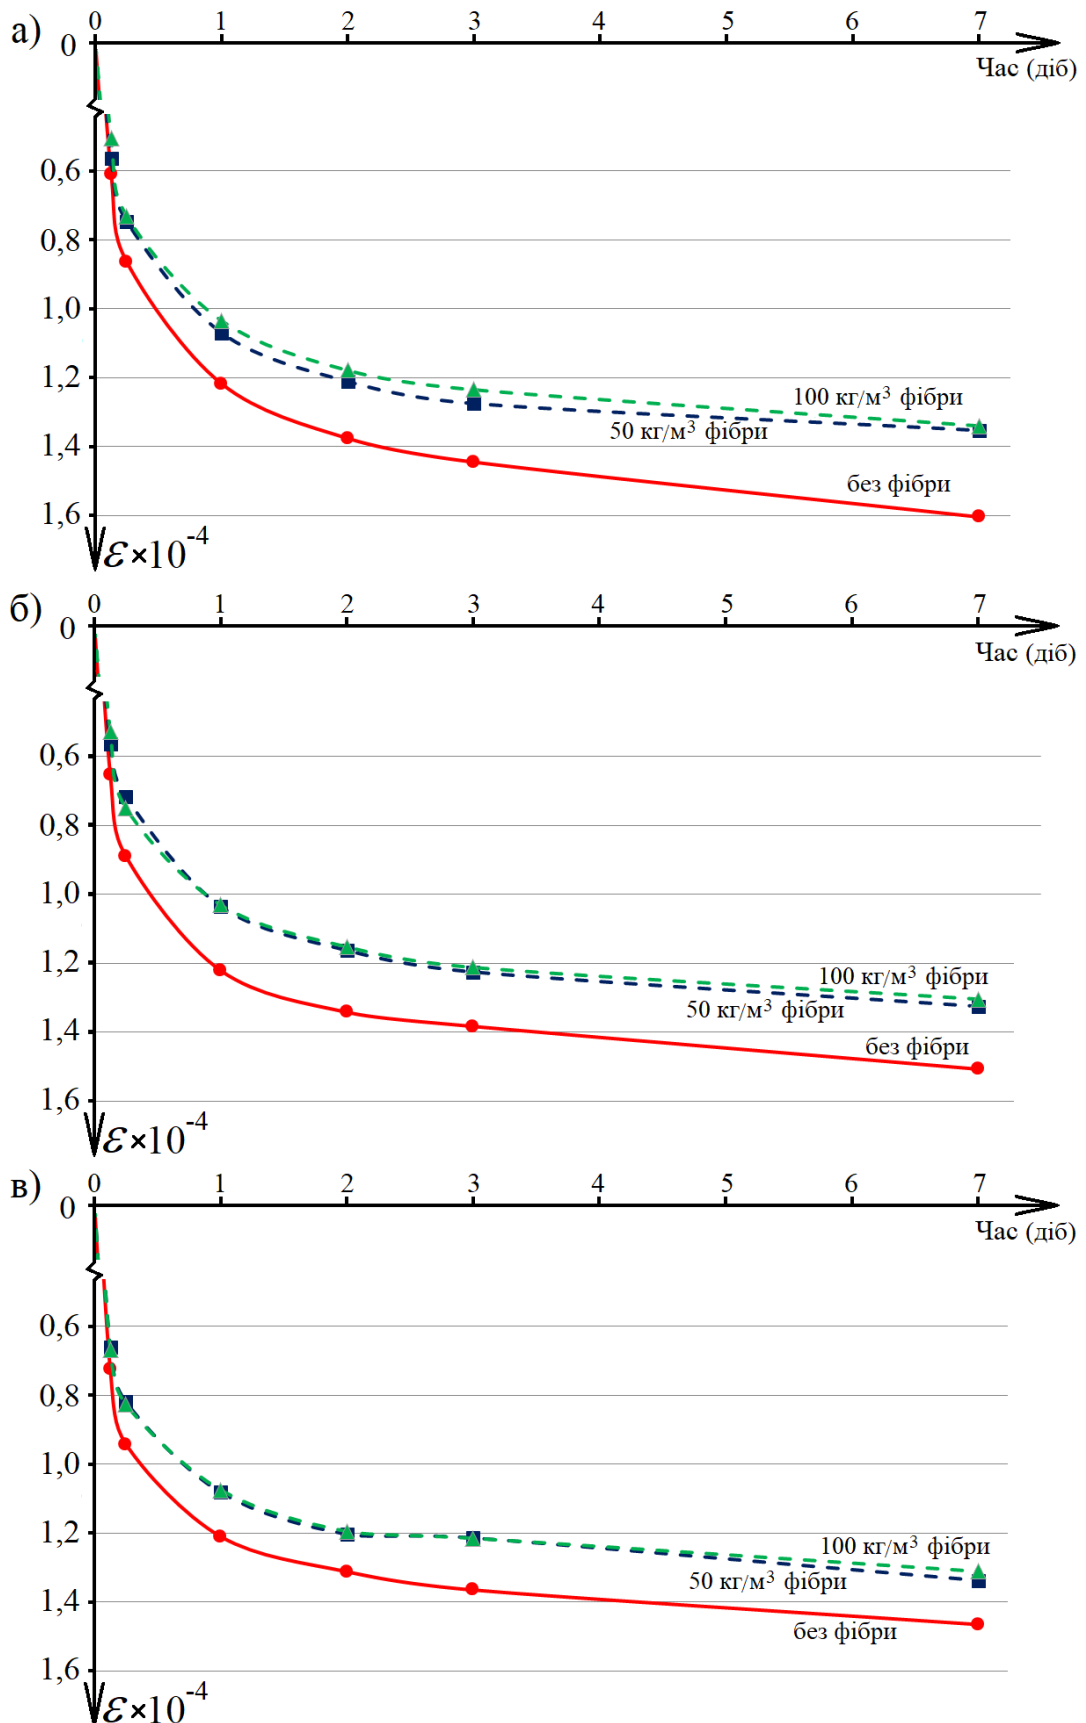 а)
0 1 2 3 4 5 6 7
0
Час (діб)
0,6
0,8
1,0
1,2
100 кг/м³ фібри
50 кг/м³ фібри
1,4
без фібри
1,6
ε×10⁻⁴
б)
0 1 2 3 4 5 6 7
0
Час (діб)
0,6
0,8
1,0
1,2
100 кг/м³ фібри
50 кг/м³ фібри
1,4
без фібри
1,6
ε×10⁻⁴
в)
0 1 2 3 4 5 6 7
0
Час (діб)
0,6
0,8
1,0
1,2
100 кг/м³ фібри
50 кг/м³ фібри
1,4
без фібри
1,6
ε×10⁻⁴